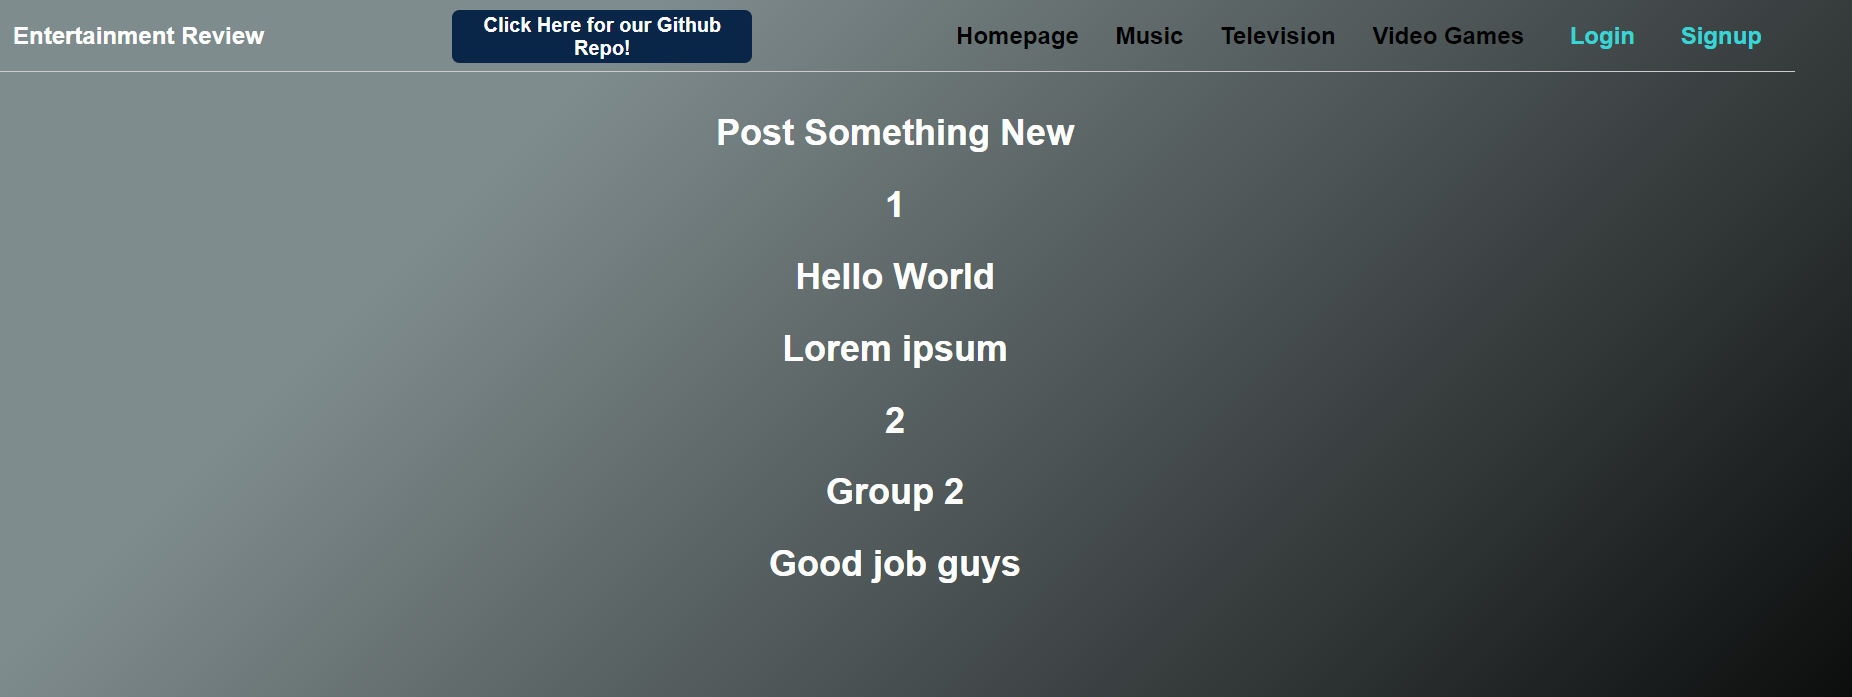 Entertainment Review
Click Here for our Github
Repo!
Homepage Music Television Video Games Login Signup
Post Something New
1
Hello World
Lorem ipsum
2
Group 2
Good job guys